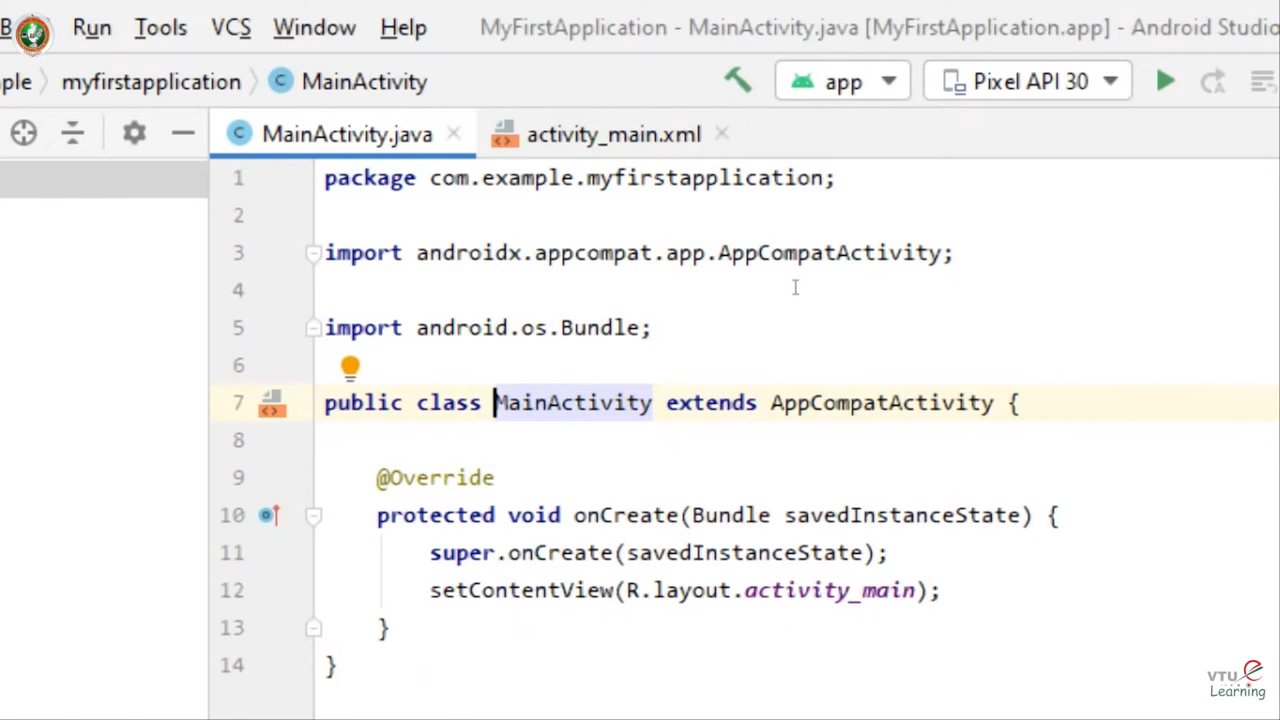 B Run Tools VCS Window Help MyFirstApplication - MainActivity.java [MyFirstApplication.app] - Android Studio
ple myfirstapplication C MainActivity app Pixel API 30
C MainActivity.java activity_main.xml
1 package com.example.myfirstapplication;
2
3 import androidx.appcompat.app.AppCompatActivity;
4
5 import android.os.Bundle;
6
7 public class MainActivity extends AppCompatActivity {
8
9 @Override
10 protected void onCreate(Bundle savedInstanceState) {
11 super.onCreate(savedInstanceState);
12 setContentView(R.layout.activity_main);
13 }
14 }
VTU e
Learning